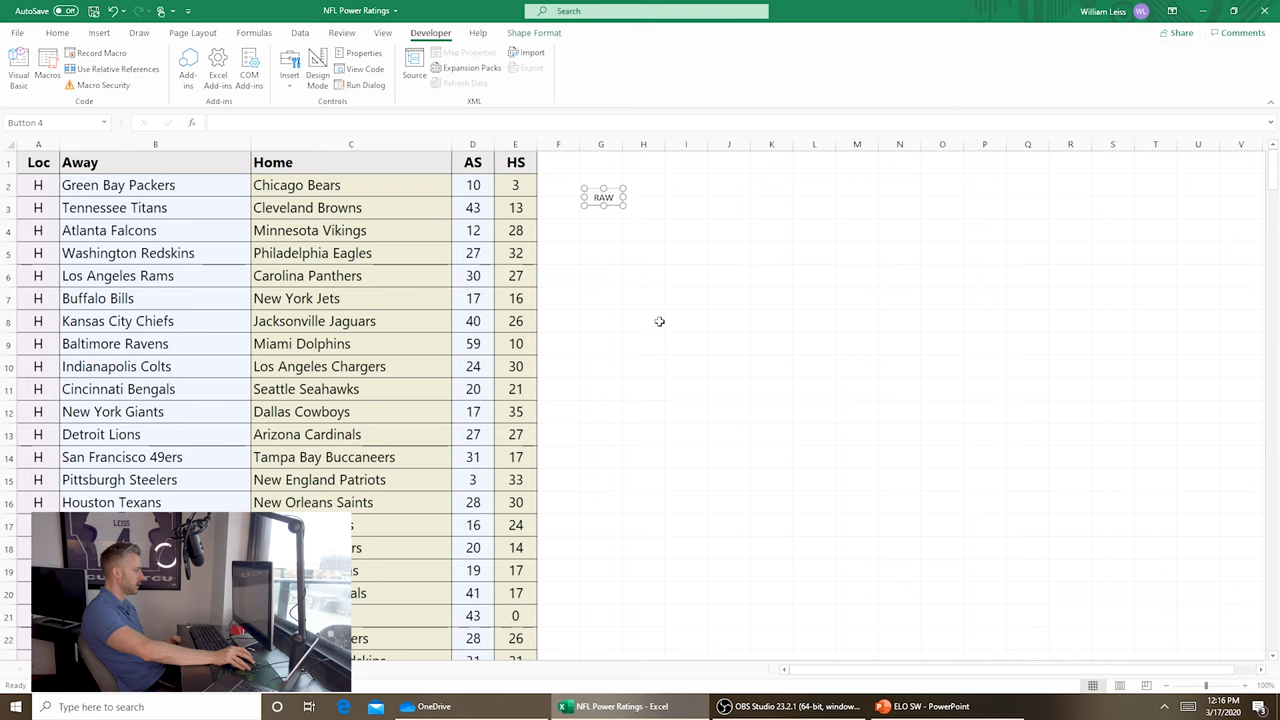 AutoSave Off NFL Power Ratings Search William Leiss WL
File Home Insert Draw Page Layout Formulas Data Review View Developer Help Shape Format Share Comments
Visual Basic Macros Record Macro Use Relative References Macro Security Add-ins Excel Add-ins COM Add-ins Insert Design Mode Properties View Code Run Dialog Source Map Properties Expansion Packs Refresh Data Import Export
Code Add-ins Controls XML
Button 4 fx
A B C D E F G H I J K L M N O P Q R S T U V
1 Loc Away Home AS HS
2 H Green Bay Packers Chicago Bears 10 3
RAW
3 H Tennessee Titans Cleveland Browns 43 13
4 H Atlanta Falcons Minnesota Vikings 12 28
5 H Washington Redskins Philadelphia Eagles 27 32
6 H Los Angeles Rams Carolina Panthers 30 27
7 H Buffalo Bills New York Jets 17 16
8 H Kansas City Chiefs Jacksonville Jaguars 40 26
9 H Baltimore Ravens Miami Dolphins 59 10
10 H Indianapolis Colts Los Angeles Chargers 24 30
11 H Cincinnati Bengals Seattle Seahawks 20 21
12 H New York Giants Dallas Cowboys 17 35
13 H Detroit Lions Arizona Cardinals 27 27
14 H San Francisco 49ers Tampa Bay Buccaneers 31 17
15 H Pittsburgh Steelers New England Patriots 3 33
16 H Houston Texans New Orleans Saints 28 30
17 s 16 24
18 rs 20 14
19 ns 19 17
20 als 41 17
21 43 0
22 ers 28 26
LEISS
Ready 100%
Type here to search OneDrive NFL Power Ratings - Excel OBS Studio 23.2.1 (64-bit, window... ELO SW - PowerPoint 12:16 PM
3/17/2020